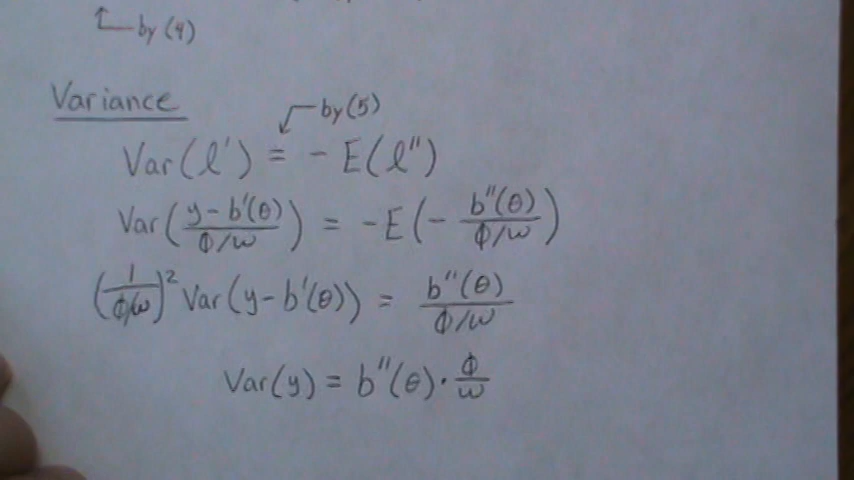 by (4)
Variance
by (5)
Var(l') = - E(l")
Var((y - b'(θ))/(Φ/ω)) = -E(- b"(θ)/(Φ/ω))
(1/(Φ/ω))² Var(y - b'(θ)) = b"(θ)/(Φ/ω)
Var(y) = b"(θ) · Φ/ω